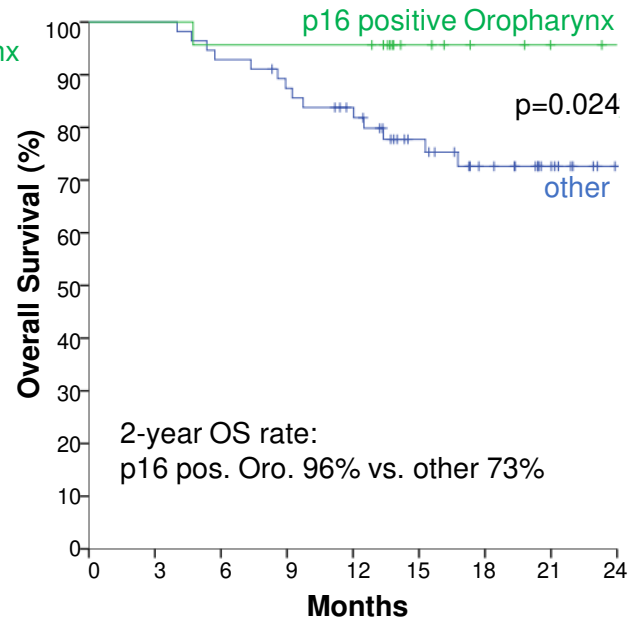 p16 positive Oropharynx
nx
p=0.024
other
Overall Survival (%)
100
90
80
70
60
50
40
30
20
10
0
2-year OS rate:
p16 pos. Oro. 96% vs. other 73%
0 3 6 9 12 15 18 21 24
Months